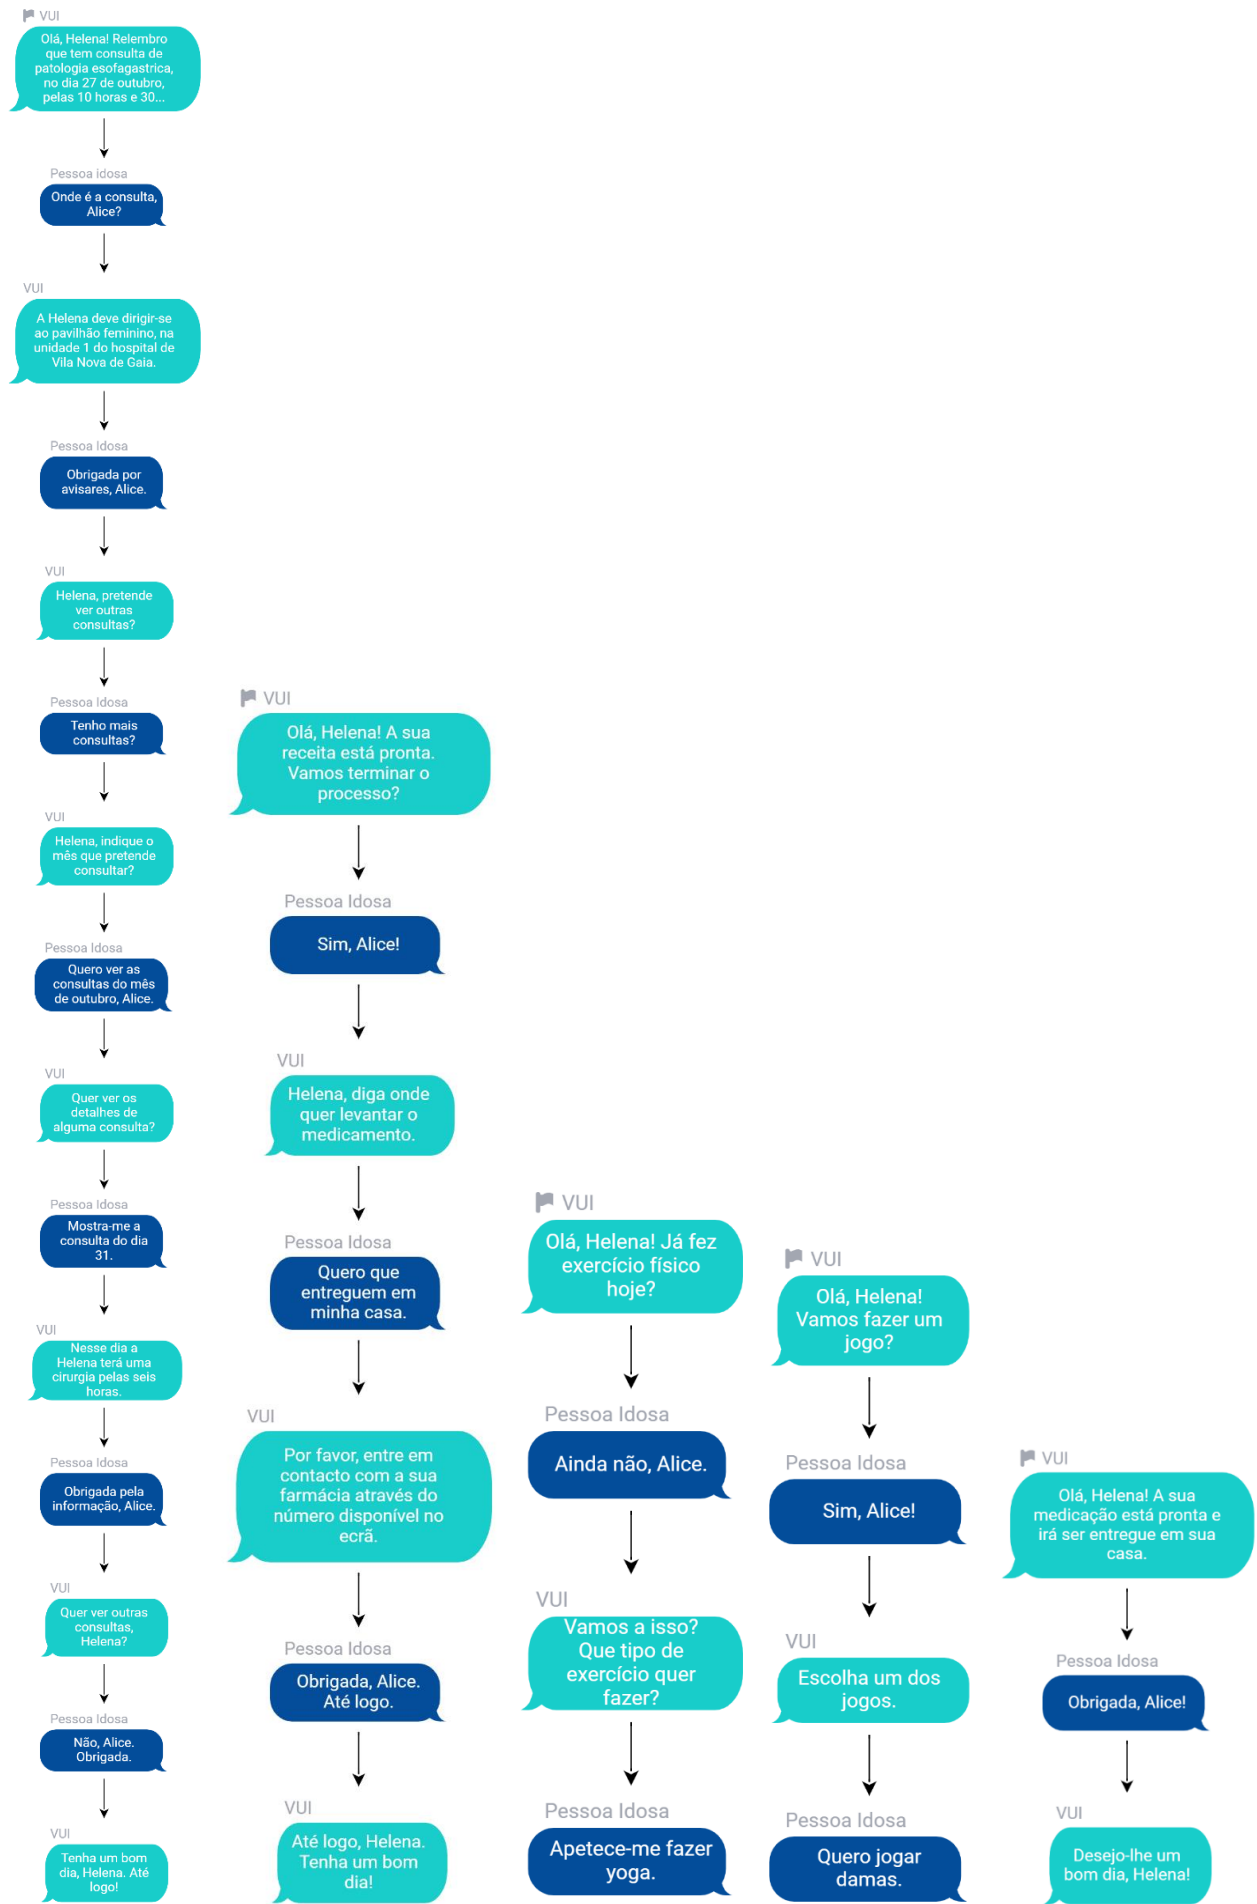 VUI
Olá, Helena! Relembro
que tem consulta de
patologia esofagastrica,
no dia 27 de outubro,
pelas 10 horas e 30...
Pessoa idosa
Onde é a consulta,
Alice?
VUI
A Helena deve dirigir-se
ao pavilhão feminino, na
unidade 1 do hospital de
Vila Nova de Gaia.
Pessoa Idosa
Obrigada por
avisares, Alice.
VUI
Helena, pretende
ver outras
consultas?
Pessoa Idosa
Tenho mais
consultas?
VUI
Helena, indique o
mês que pretende
consultar?
Pessoa Idosa
Quero ver as
consultas do mês
de outubro, Alice.
VUI
Quer ver os
detalhes de
alguma consulta?
Pessoa Idosa
Mostra-me a
consulta do dia
31.
VUI
Nesse dia a
Helena terá uma
cirurgia pelas seis
horas.
Pessoa Idosa
Obrigada pela
informação, Alice.
VUI
Quer ver outras
consultas,
Helena?
Pessoa Idosa
Não, Alice.
Obrigada.
VUI
Tenha um bom
dia, Helena. Até
logo!
VUI
Olá, Helena! A sua
receita está pronta.
Vamos terminar o
processo?
Pessoa Idosa
Sim, Alice!
VUI
Helena, diga onde
quer levantar o
medicamento.
Pessoa Idosa
Quero que
entreguem em
minha casa.
VUI
Por favor, entre em
contacto com a sua
farmácia através do
número disponível no
ecrã.
Pessoa Idosa
Obrigada, Alice.
Até logo.
VUI
Até logo, Helena.
Tenha um bom
dia!
VUI
Olá, Helena! Já fez
exercício físico
hoje?
Pessoa Idosa
Ainda não, Alice.
VUI
Vamos a isso?
Que tipo de
exercício quer
fazer?
Pessoa Idosa
Apetece-me fazer
yoga.
VUI
Olá, Helena!
Vamos fazer um
jogo?
Pessoa Idosa
Sim, Alice!
VUI
Escolha um dos
jogos.
Pessoa Idosa
Quero jogar
damas.
VUI
Olá, Helena! A sua
medicação está pronta e
irá ser entregue em sua
casa.
Pessoa Idosa
Obrigada, Alice!
VUI
Desejo-lhe um
bom dia, Helena!